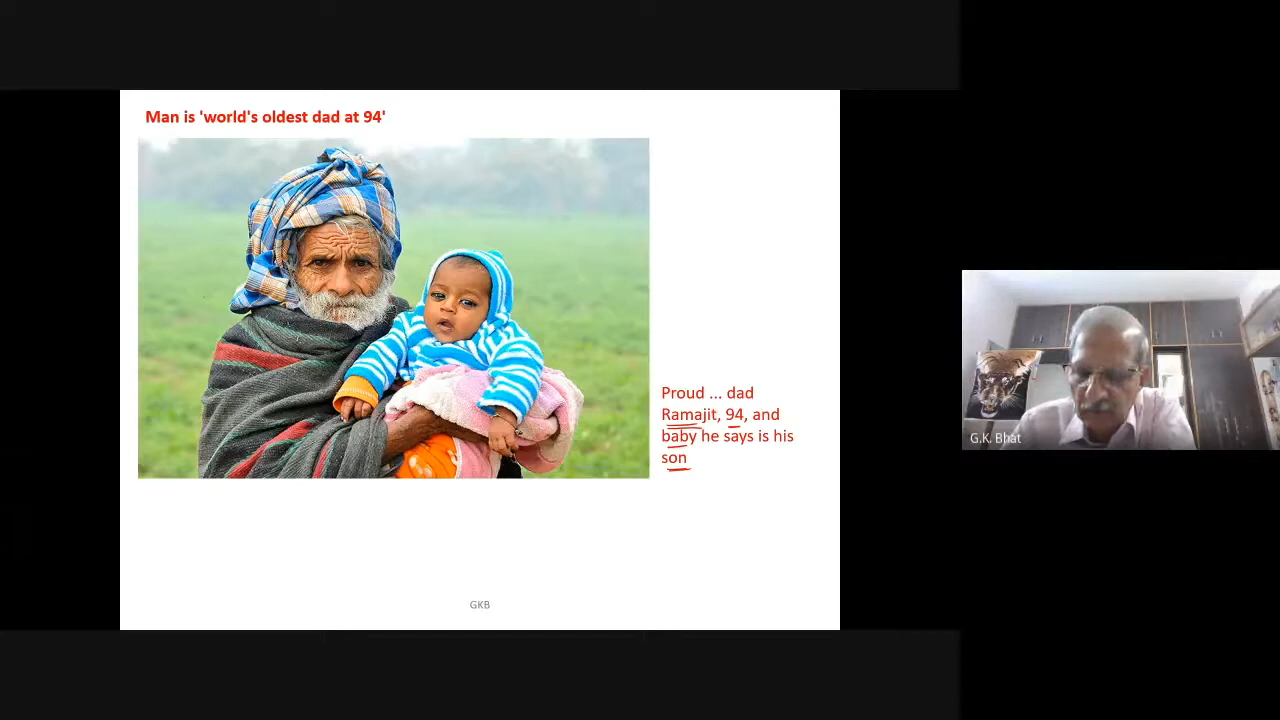 Man is 'world's oldest dad at 94'
Proud ... dad
Ramajit, 94, and
baby he says is his
son
G.K. Bhat
GKB